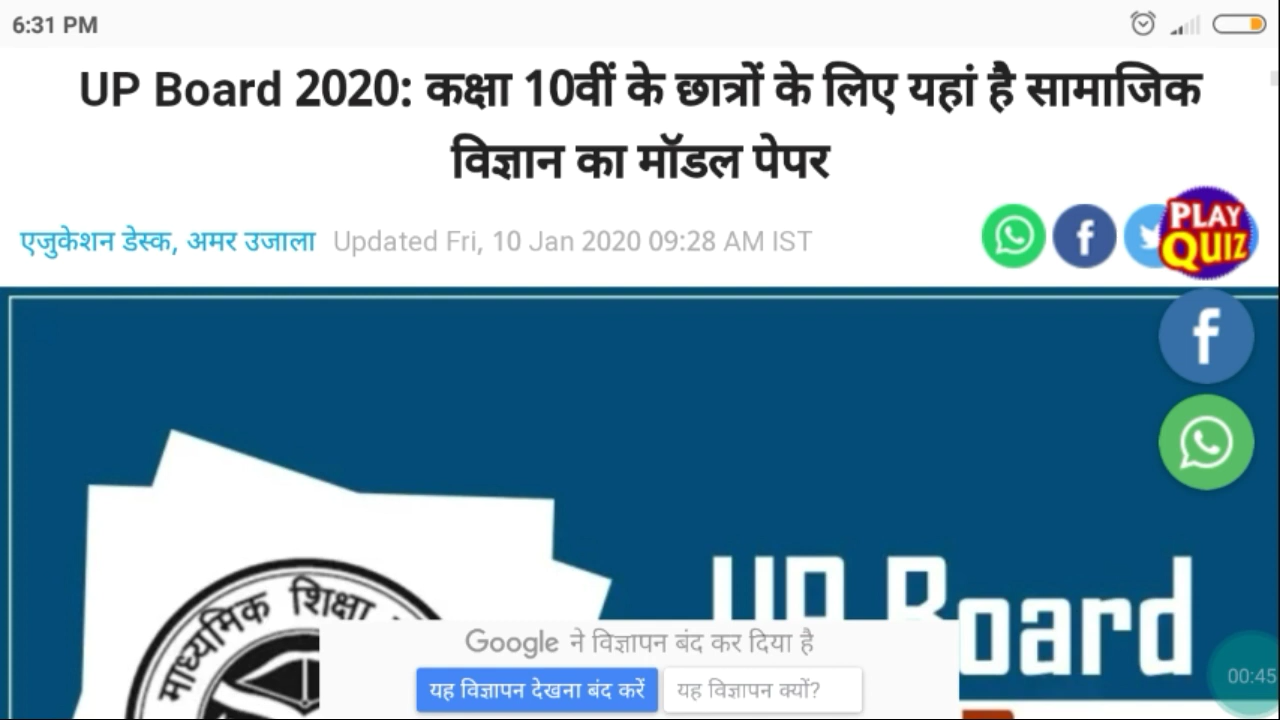 6:31 PM
UP Board 2020: कक्षा 10वीं के छात्रों के लिए यहां है सामाजिक
विज्ञान का मॉडल पेपर
एजुकेशन डेस्क, अमर उजाला Updated Fri, 10 Jan 2020 09:28 AM IST
PLAY
QUIZ
माध्यमिक शिक्षा
UP Board
Google ने विज्ञापन बंद कर दिया है
यह विज्ञापन देखना बंद करें यह विज्ञापन क्यों?
00:45